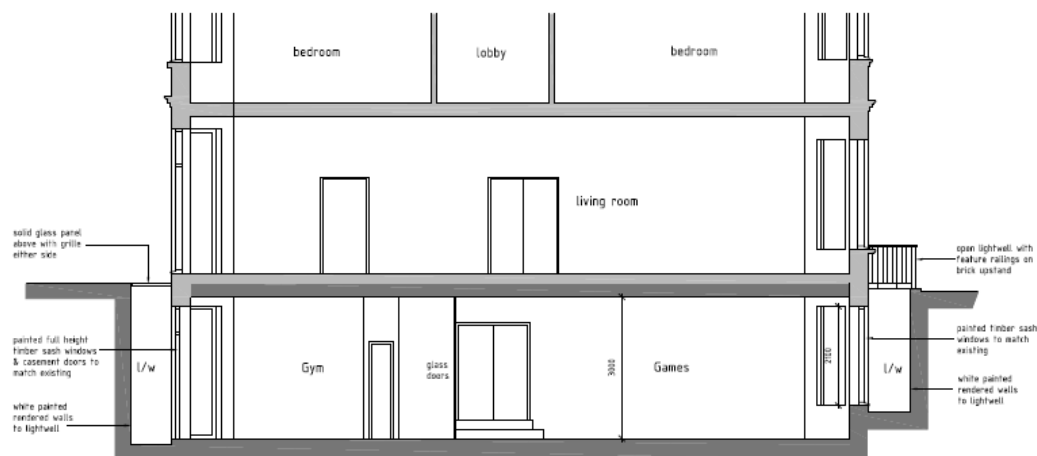 bedroom
lobby
bedroom
living room
solid glass panel
above with grille
either side
open lightwell with
feature railings on
brick upstand
painted full height
timber sash windows
& casement doors to
match existing
l/w
Gym
glass
doors
3000
Games
2100
l/w
painted timber sash
windows to match
existing
white painted
rendered walls
to lightwell
white painted
rendered walls
to lightwell